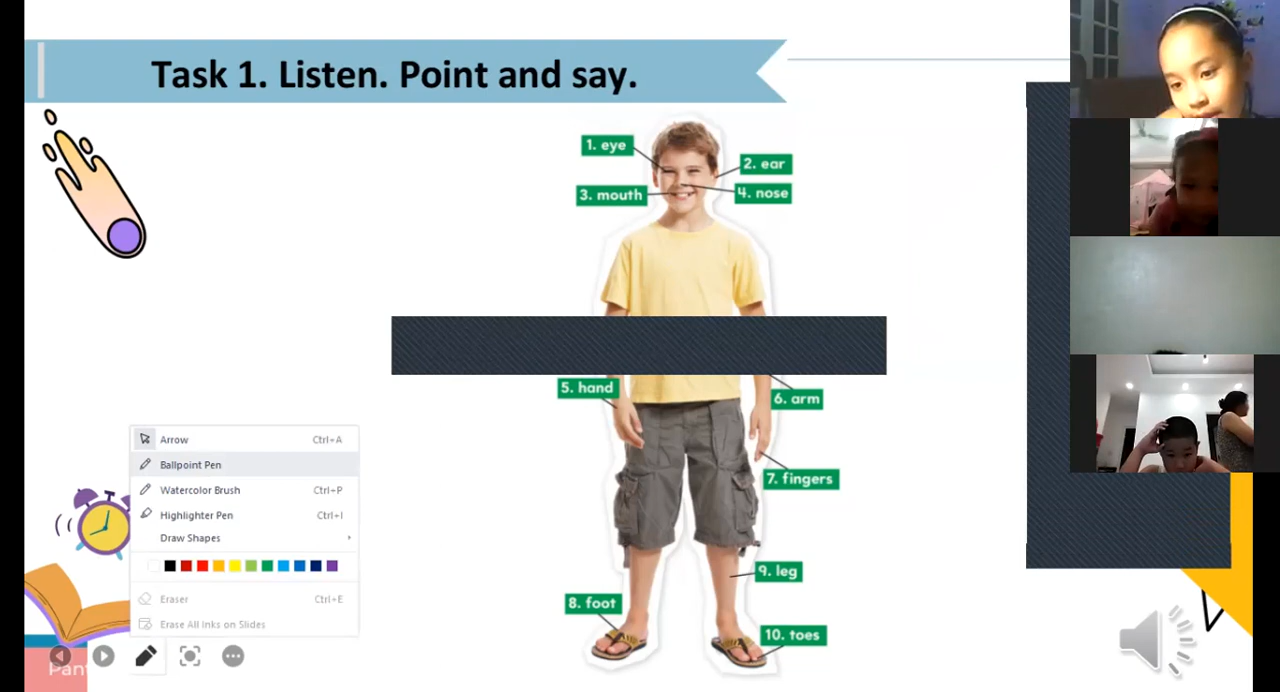 Task 1. Listen. Point and say.
1. eye
2. ear
3. mouth
4. nose
5. hand
6. arm
7. fingers
9. leg
8. foot
10. toes
Arrow Ctrl+A
Ballpoint Pen
Watercolor Brush Ctrl+P
Highlighter Pen Ctrl+I
Draw Shapes
Eraser Ctrl+E
Erase All Inks on Slides